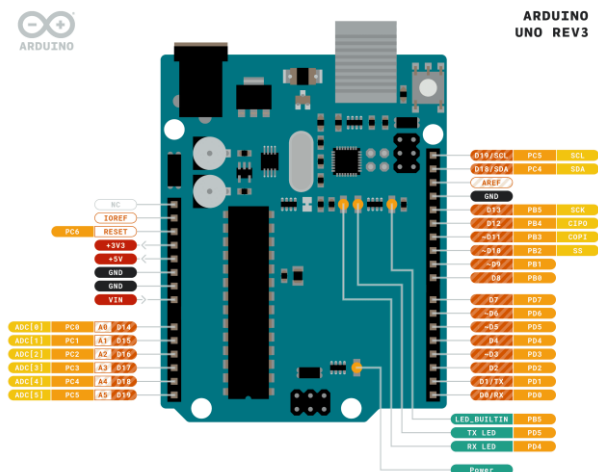 ARDUINO
ARDUINO
UNO REV3
D19/SCL PC5 SCL
D18/SDA PC4 SDA
AREF
GND
D13 PB5 SCK
D12 PB4 CIPO
~D11 PB3 COPI
~D10 PB2 SS
~D9 PB1
D8 PB0
NC
IOREF
PC6 RESET
+3V3
+5V
GND
GND
VIN
D7 PD7
~D6 PD6
~D5 PD5
D4 PD4
~D3 PD3
D2 PD2
D1/TX PD1
D0/RX PD0
ADC[0] PC0 A0 D14
ADC[1] PC1 A1 D15
ADC[2] PC2 A2 D16
ADC[3] PC3 A3 D17
ADC[4] PC4 A4 D18
ADC[5] PC5 A5 D19
LED_BUILTIN PB5
TX LED PD5
RX LED PD4
Power